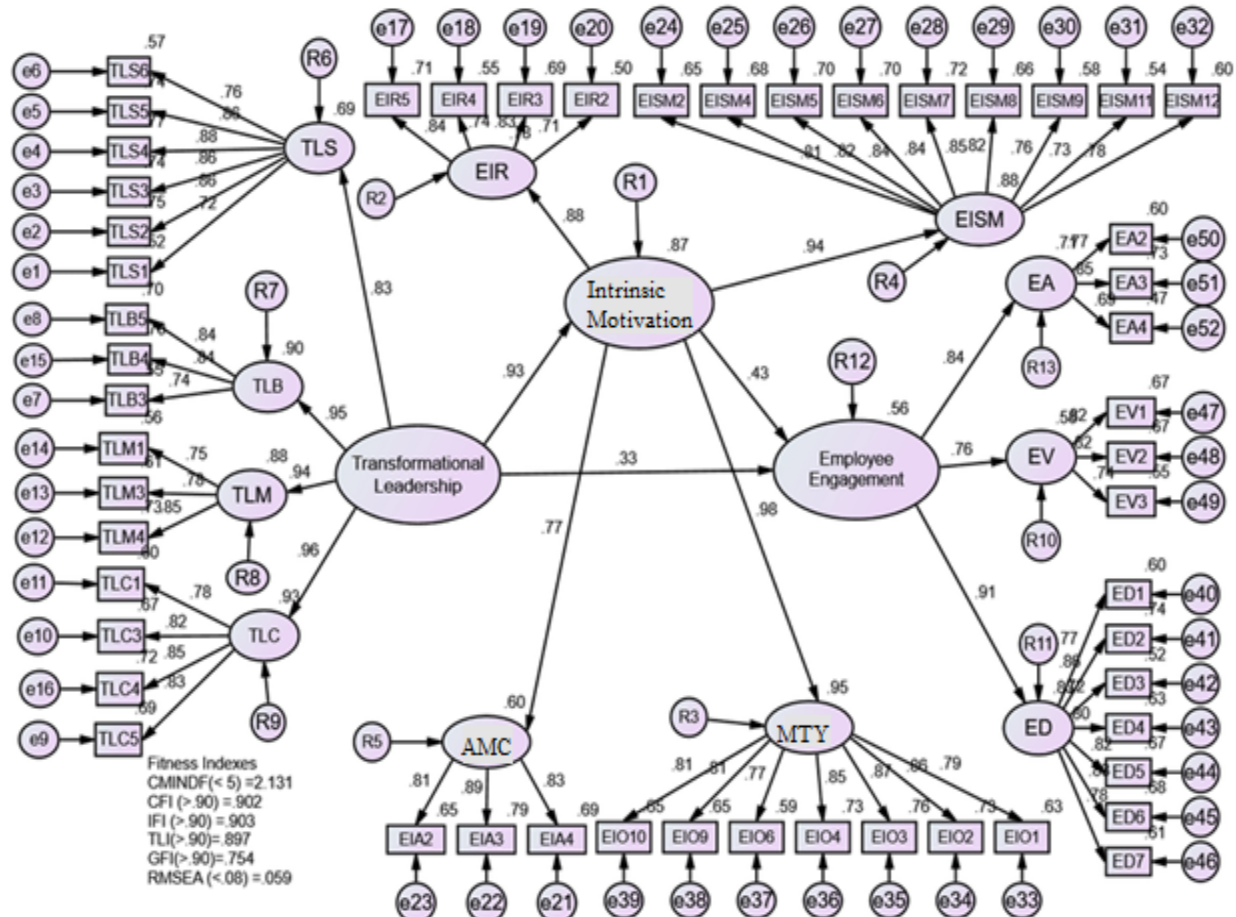 e17 e18 e19 e20 e24 e25 e26 e27 e28 e29 e30 e31 e32
.71 .55 .69 .50 .65 .68 .70 .70 .72 .66 .58 .54 .60
EIR5 EIR4 EIR3 EIR2 EISM2 EISM4 EISM5 EISM6 EISM7 EISM8 EISM9 EISM11 EISM12
.84 .74 .83 .71
.81 .82 .84 .84 .85 .82 .76 .73 .78
.57
e6 TLS6
e5 TLS5
e4 TLS4
e3 TLS3
e2 TLS2
e1 TLS1
.76
.88
.86
.86
.72
R6
.69
TLS
R2
EIR
.88
R1
.87
Intrinsic
Motivation
.94
R4
.88
EISM
.83
.70
e8 TLB5
e15 TLB4
e7 TLB3
.84
.84
.74
R7
.90
TLB
.95
.93
.56
e14 TLM1
e13 TLM3
e12 TLM4
.75
.78
.85
.88
TLM
R8
.94
Transformational
Leadership
.33
.43
.77
.98
R12
.56
Employee
Engagement
.84
.76
.91
.60
EA2 e50
.73
EA3 e51
.47
EA4 e52
.69
EA
R13
.67
EV1 e47
EV2 e48
EV3 e49
.74
EV
R10
e11 TLC1
.67
e10 TLC3
.72
e16 TLC4
.69
e9 TLC5
.78
.82
.85
.83
.96
.93
TLC
R9
.60
ED1 e40
.74
ED2 e41
.52
ED3 e42
.63
ED4 e43
.67
ED5 e44
.68
ED6 e45
.61
ED7 e46
.77
.86
.78
R11
ED
R5
.60
AMC
.81 .89 .83
.65 .79 .69
EIA2 EIA3 EIA4
e23 e22 e21
R3
.95
MTY
.81 .81 .77 .85 .87 .86 .79
.65 .65 .59 .73 .76 .73 .63
EIO10 EIO9 EIO6 EIO4 EIO3 EIO2 EIO1
e39 e38 e37 e36 e35 e34 e33
Fitness Indexes
CMINDF(< 5) =2.131
CFI (>.90) =.902
IFI (>.90) =.903
TLI(>.90)=.897
GFI(>.90)=.754
RMSEA (<.08) =.059